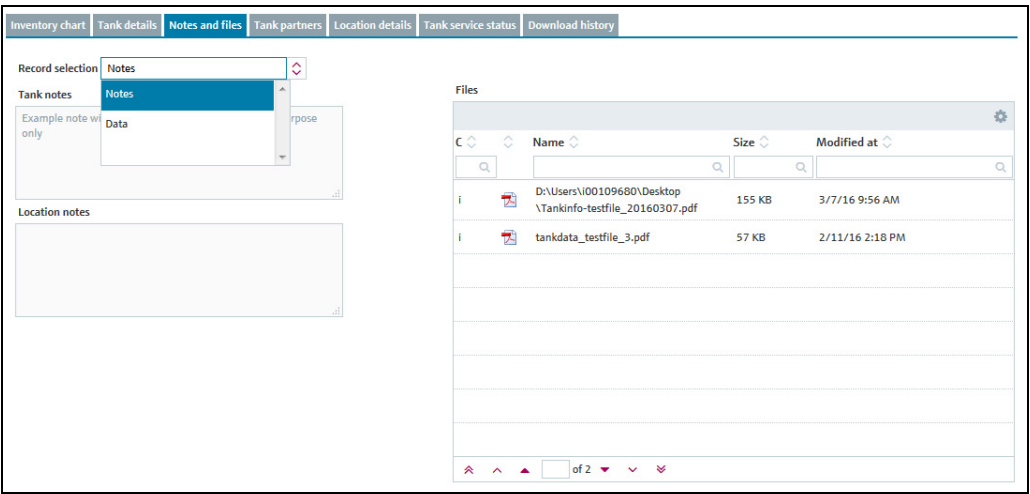 Inventory chart Tank details Notes and files Tank partners Location details Tank service status Download history
Record selection Notes
Notes
Data
Tank notes
Example note wi rpose
only
Location notes
Files
C Name Size Modified at
i D:\Users\i00109680\Desktop
\Tankinfo-testfile_20160307.pdf 155 KB 3/7/16 9:56 AM
i tankdata_testfile_3.pdf 57 KB 2/11/16 2:18 PM
of 2